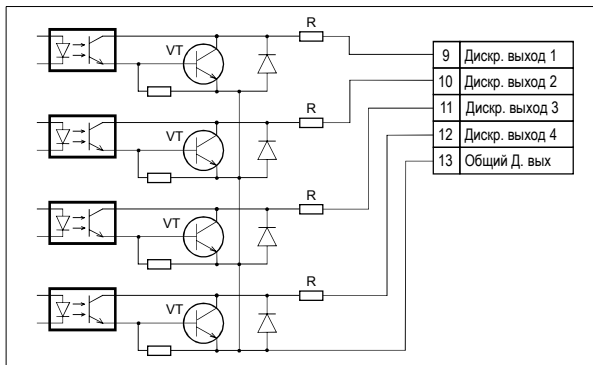 R
VT
9 Дискр. выход 1
10 Дискр. выход 2
R
VT
11 Дискр. выход 3
12 Дискр. выход 4
13 Общий Д. вых
R
VT
R
VT